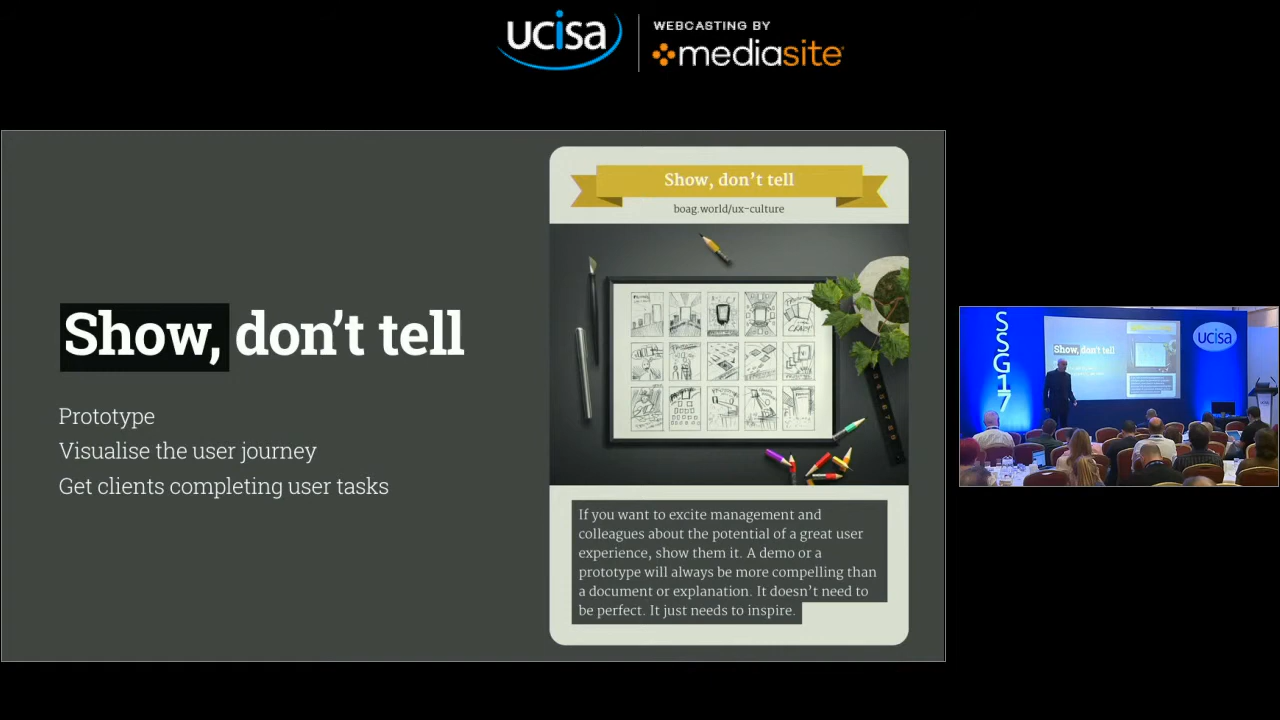 ucisa
WEBCASTING BY
mediasite
Show, don't tell
Prototype
Visualise the user journey
Get clients completing user tasks
Show, don't tell
boag.world/ux-culture
If you want to excite management and
colleagues about the potential of a great user
experience, show them it. A demo or a
prototype will always be more compelling than
a document or explanation. It doesn't need to
be perfect. It just needs to inspire.
SSG17
Show, don't tell
ucisa